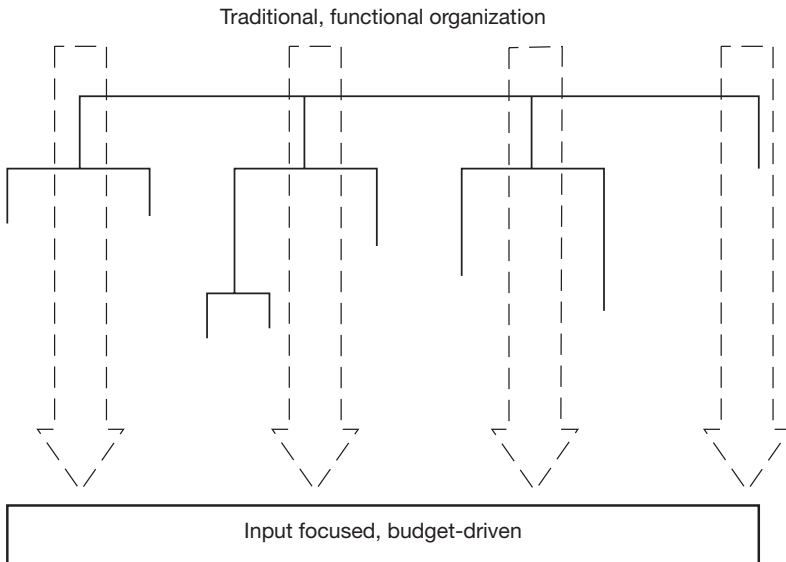 Traditional, functional organization
Input focused, budget-driven